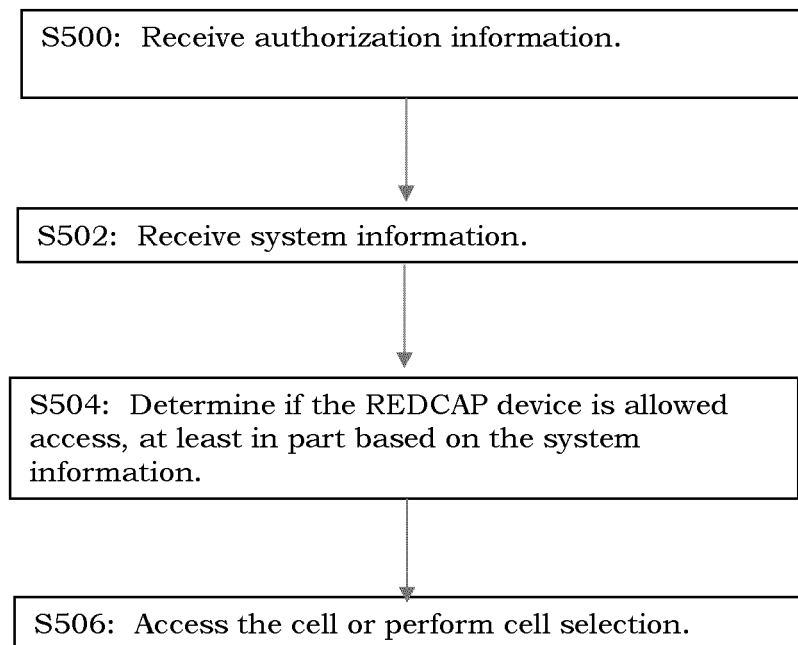 S500: Receive authorization information.
S502: Receive system information.
S504: Determine if the REDCAP device is allowed
access, at least in part based on the system
information.
S506: Access the cell or perform cell selection.